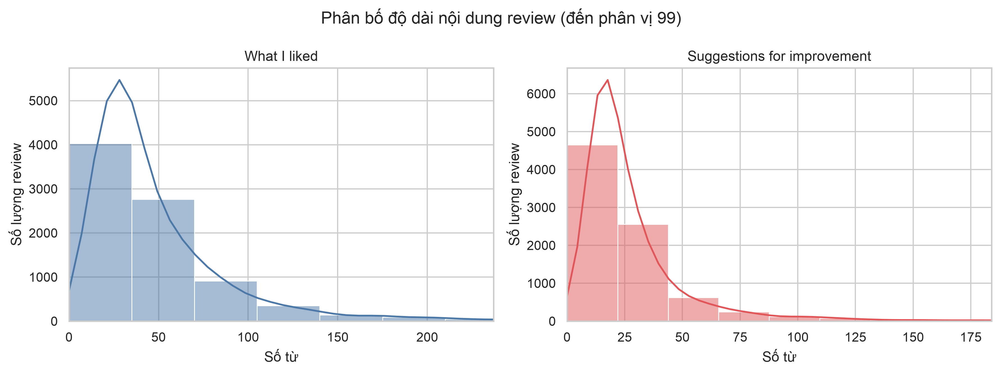 Phân bố độ dài nội dung review (đến phân vị 99)
What I liked
Số lượng review
5000
4000
3000
2000
1000
0
0 50 100 150 200
Số từ
Suggestions for improvement
Số lượng review
6000
5000
4000
3000
2000
1000
0
0 25 50 75 100 125 150 175
Số từ